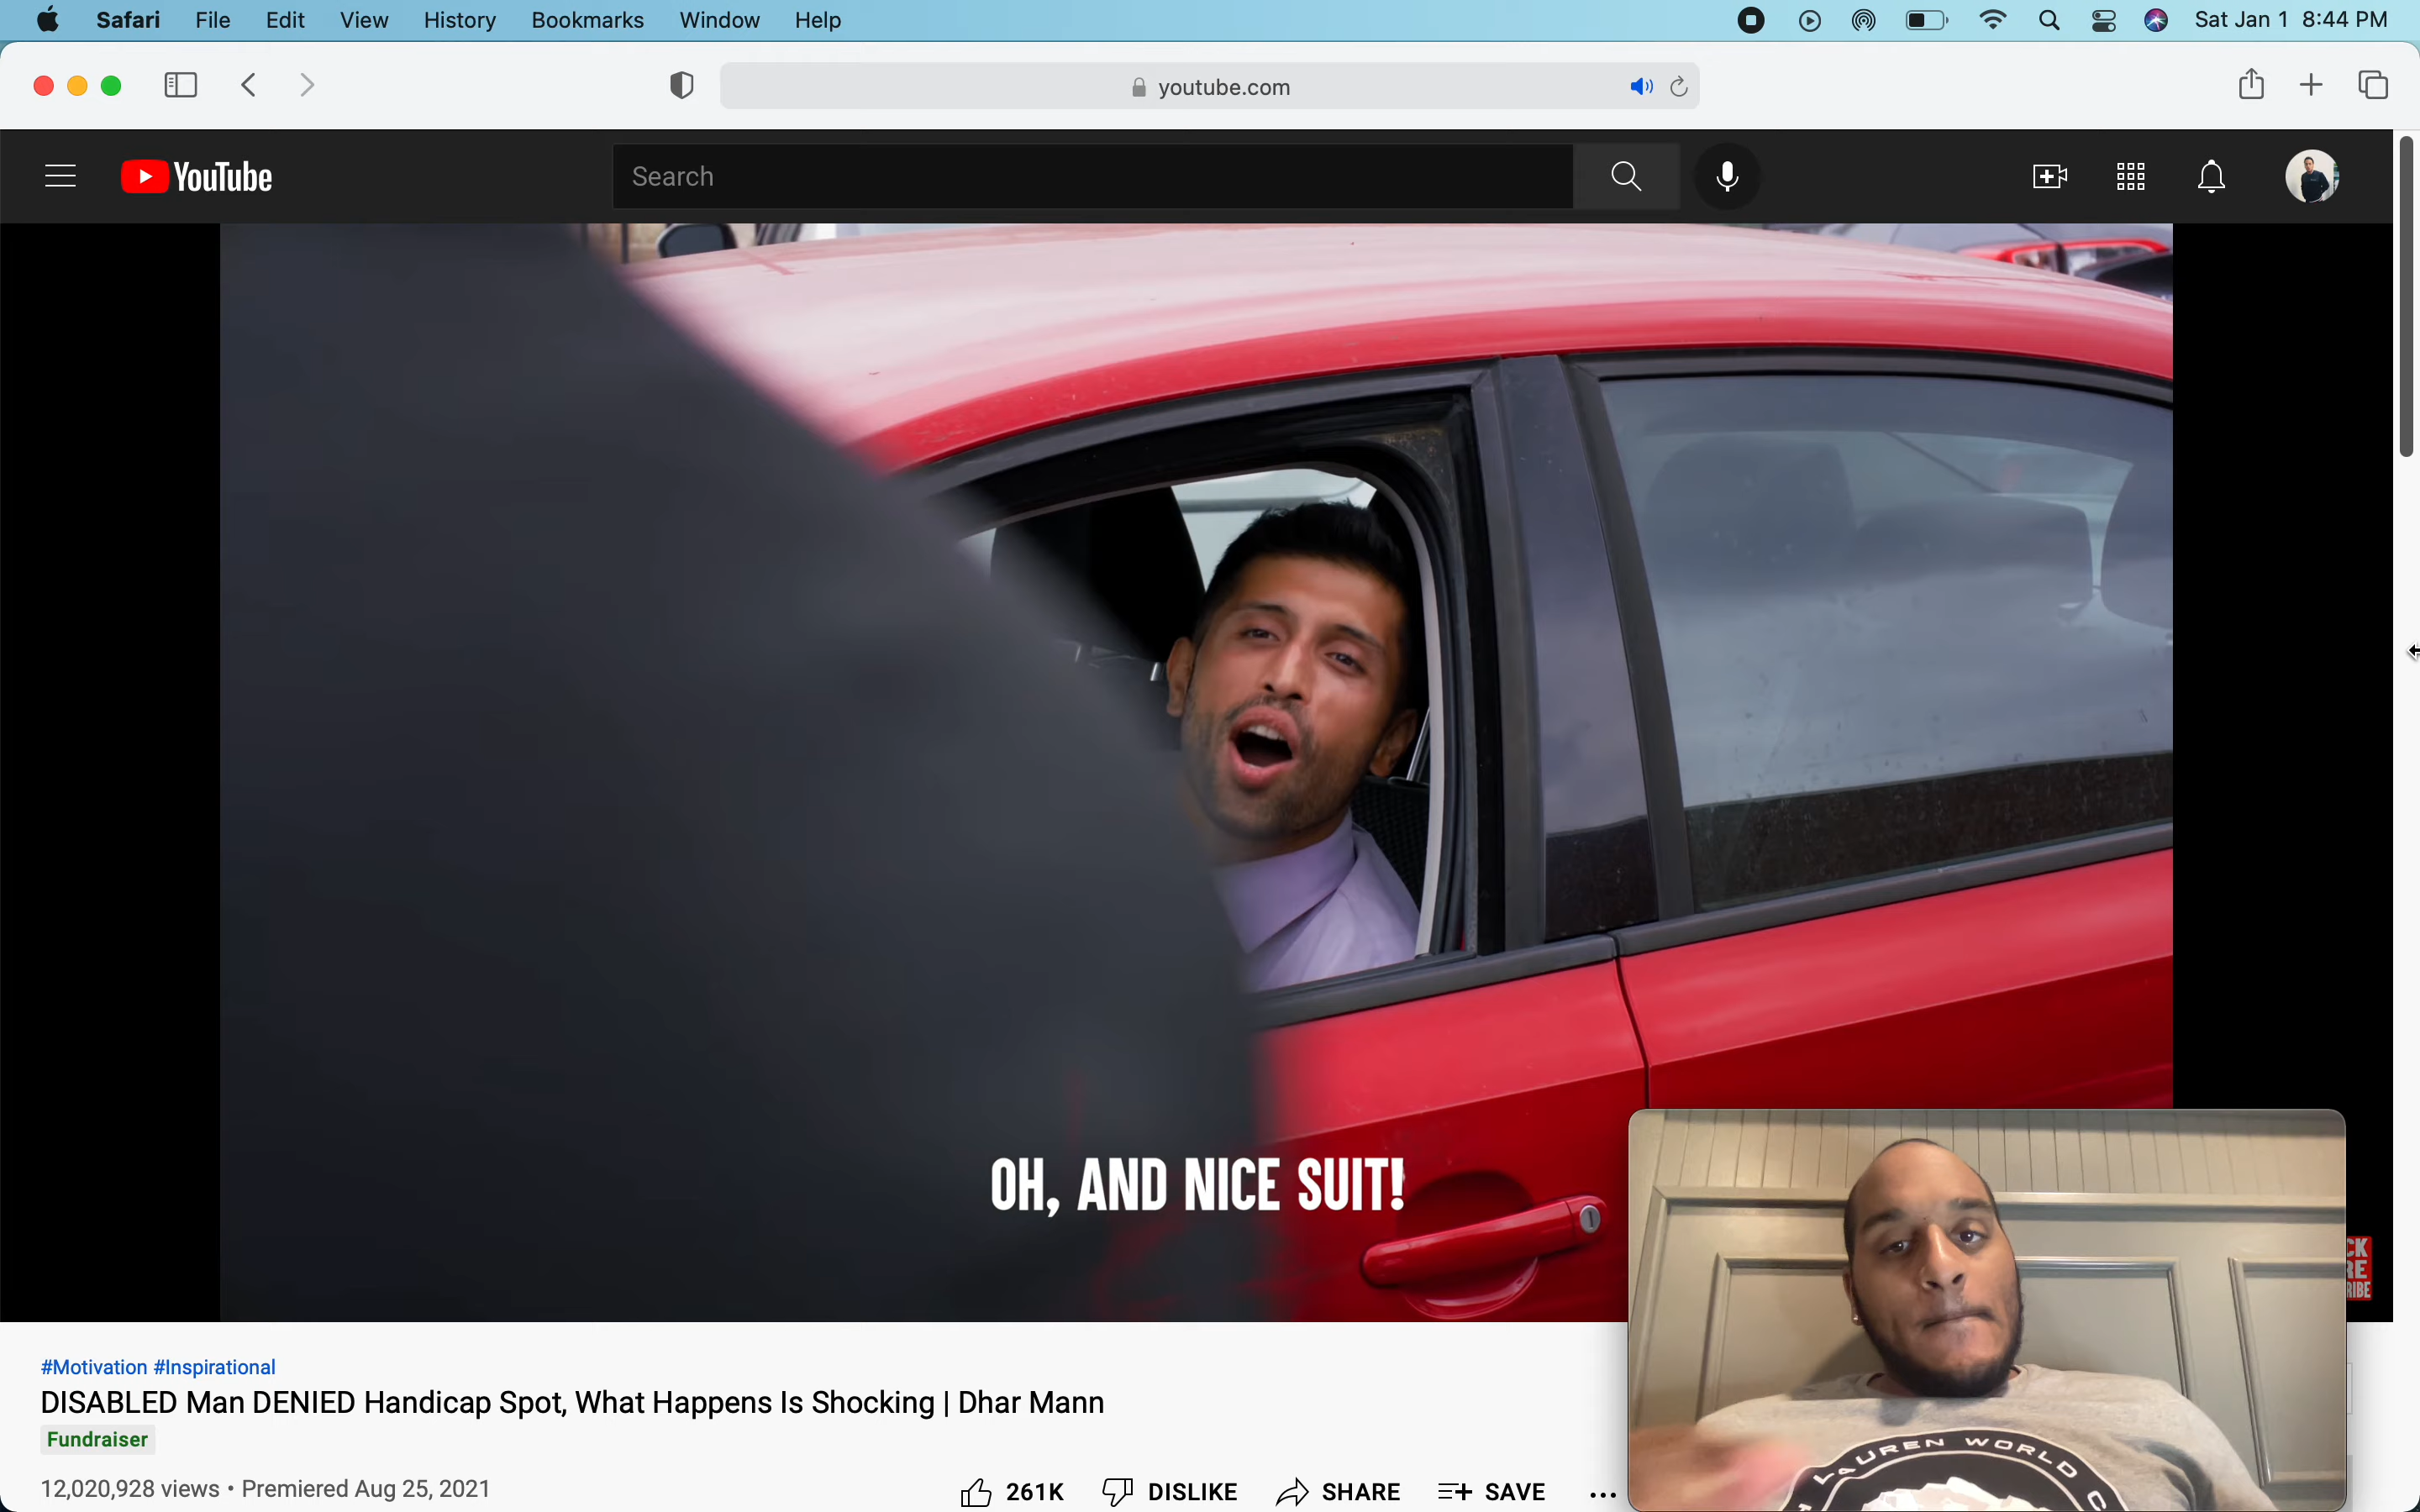 Safari File Edit View History Bookmarks Window Help Sat Jan 1 8:44 PM
youtube.com
YouTube Search
OH, AND NICE SUIT!
#Motivation #Inspirational
DISABLED Man DENIED Handicap Spot, What Happens Is Shocking | Dhar Mann
Fundraiser
12,020,928 views • Premiered Aug 25, 2021 261K DISLIKE SHARE SAVE
LAUREN WORLD